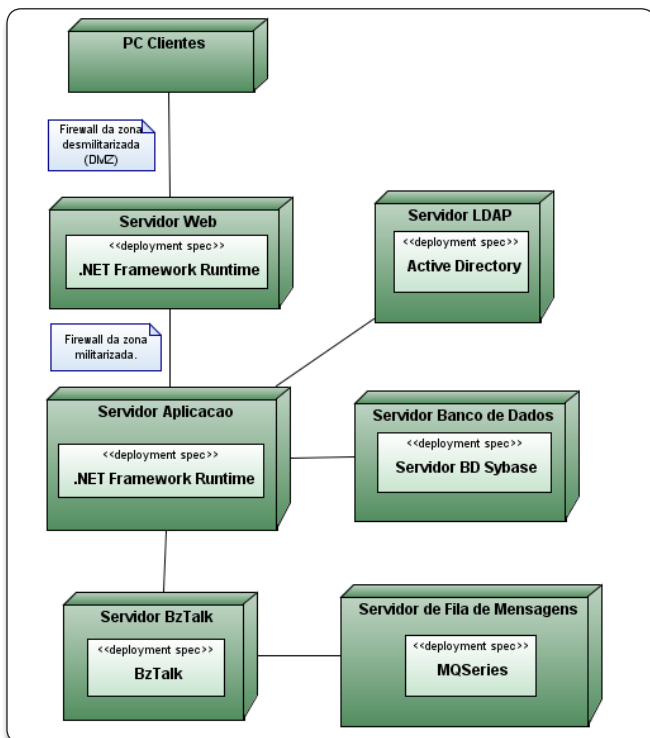 PC Clientes
Firewall da zona
desmilitarizada
(DMZ)
Servidor Web
<<deployment spec>>
.NET Framework Runtime
Servidor LDAP
<<deployment spec>>
Active Directory
Firewall da zona
militarizada.
Servidor Aplicacao
<<deployment spec>>
.NET Framework Runtime
Servidor Banco de Dados
<<deployment spec>>
Servidor BD Sybase
Servidor BzTalk
<<deployment spec>>
BzTalk
Servidor de Fila de Mensagens
<<deployment spec>>
MQSeries